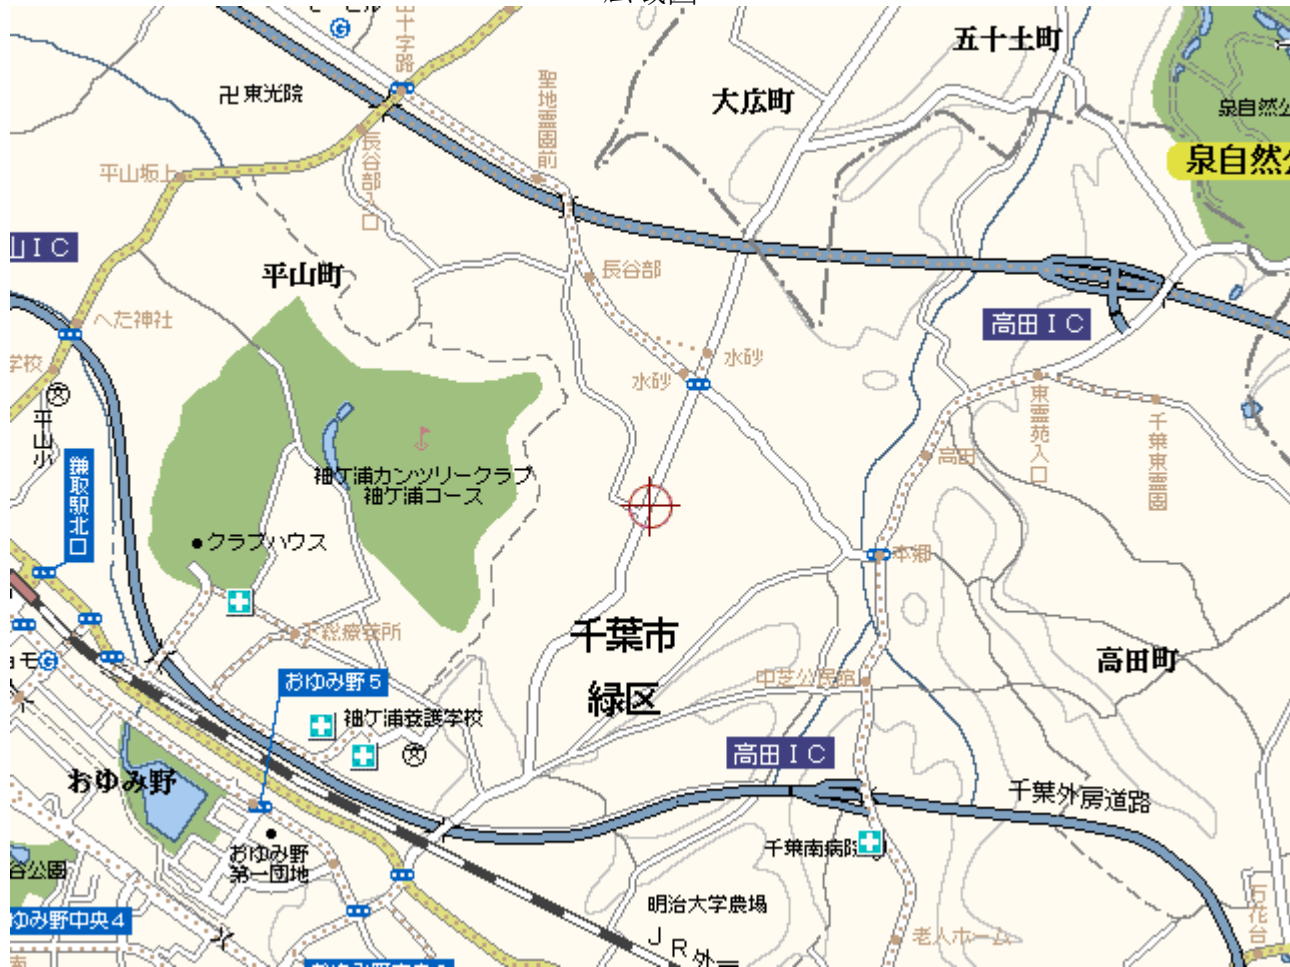 五十土町
大広町
東光院
十字路
聖地霊園前
泉自然公
泉自然公
平山坂上
長谷部入口
山IC
平山町
長谷部
高田IC
へた神社
水砂
水砂
学校
平山小
東霊苑入口
千葉東霊園
高田
鎌取駅北口
袖ケ浦カンツリークラブ
袖ケ浦コース
クラブハウス
本郷
千葉市
緑区
下総療養所
高田町
おゆみ野5
中芝公民館
袖ケ浦養護学校
高田IC
おゆみ野
千葉外房道路
千葉南病院
おゆみ野
第一団地
谷公園
明治大学農場
ゆみ野中央4
JR外
老人ホーム
万花台